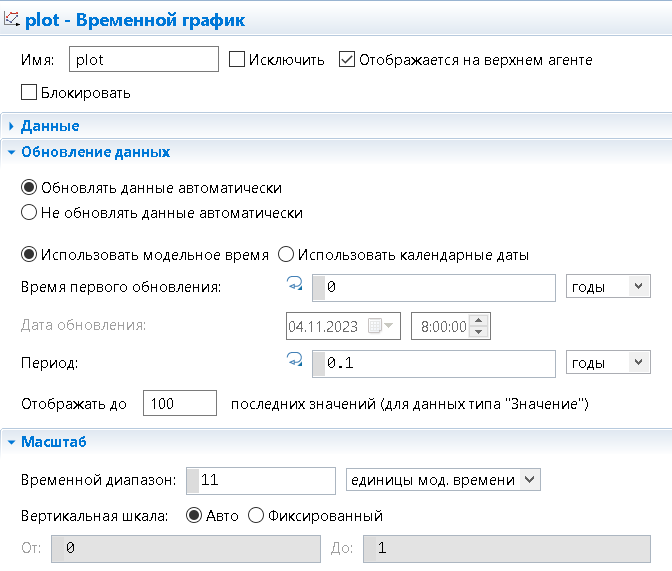 plot - Временной график
Имя: plot Исключить Отображается на верхнем агенте
Блокировать
Данные
Обновление данных
Обновлять данные автоматически
Не обновлять данные автоматически
Использовать модельное время Использовать календарные даты
Время первого обновления: 0 годы
Дата обновления: 04.11.2023 8:00:00
Период: 0.1 годы
Отображать до 100 последних значений (для данных типа "Значение")
Масштаб
Временной диапазон: 11 единицы мод. времени
Вертикальная шкала: Авто Фиксированный
От: 0 До: 1